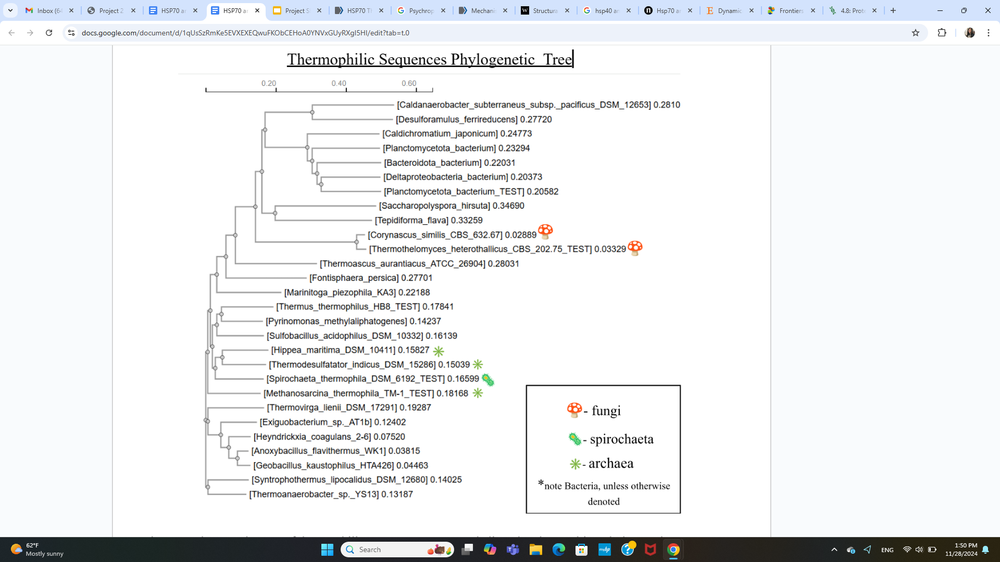 Inbox (64
Project 2
HSP70 ar
HSP70 ar
Project S
HSP70 Th
Psychrop
Mechanis
Structura
hsp40 an
Hsp70 an
Dynamic
Frontiers
4.8: Prote
docs.google.com/document/d/1qUsSzRmKe5EVXEXEQwuFKObCEHoA0YNVxGUyRXgI5HI/edit?tab=t.0
Thermophilic Sequences Phylogenetic Tree
0.20 0.40 0.60
[Caldanaerobacter_subterraneus_subsp._pacificus_DSM_12653] 0.2810
[Desulforamulus_ferrireducens] 0.27720
[Caldichromatium_japonicum] 0.24773
[Planctomycetota_bacterium] 0.23294
[Bacteroidota_bacterium] 0.22031
[Deltaproteobacteria_bacterium] 0.20373
[Planctomycetota_bacterium_TEST] 0.20582
[Saccharopolyspora_hirsuta] 0.34690
[Tepidiforma_flava] 0.33259
[Corynascus_similis_CBS_632.67] 0.02889
[Thermothelomyces_heterothallicus_CBS_202.75_TEST] 0.03329
[Thermoascus_aurantiacus_ATCC_26904] 0.28031
[Fontisphaera_persica] 0.27701
[Marinitoga_piezophila_KA3] 0.22188
[Thermus_thermophilus_HB8_TEST] 0.17841
[Pyrinomonas_methylaliphatogenes] 0.14237
[Sulfobacillus_acidophilus_DSM_10332] 0.16139
[Hippea_maritima_DSM_10411] 0.15827
[Thermodesulfatator_indicus_DSM_15286] 0.15039
[Spirochaeta_thermophila_DSM_6192_TEST] 0.16599
[Methanosarcina_thermophila_TM-1_TEST] 0.18168
[Thermovirga_lienii_DSM_17291] 0.19287
[Exiguobacterium_sp._AT1b] 0.12402
[Heyndrickxia_coagulans_2-6] 0.07520
[Anoxybacillus_flavithermus_WK1] 0.03815
[Geobacillus_kaustophilus_HTA426] 0.04463
[Syntrophothermus_lipocalidus_DSM_12680] 0.14025
[Thermoanaerobacter_sp._YS13] 0.13187
- fungi
- spirochaeta
- archaea
*note Bacteria, unless otherwise
denoted
62°F
Mostly sunny
Search
ENG
1:50 PM
11/28/2024